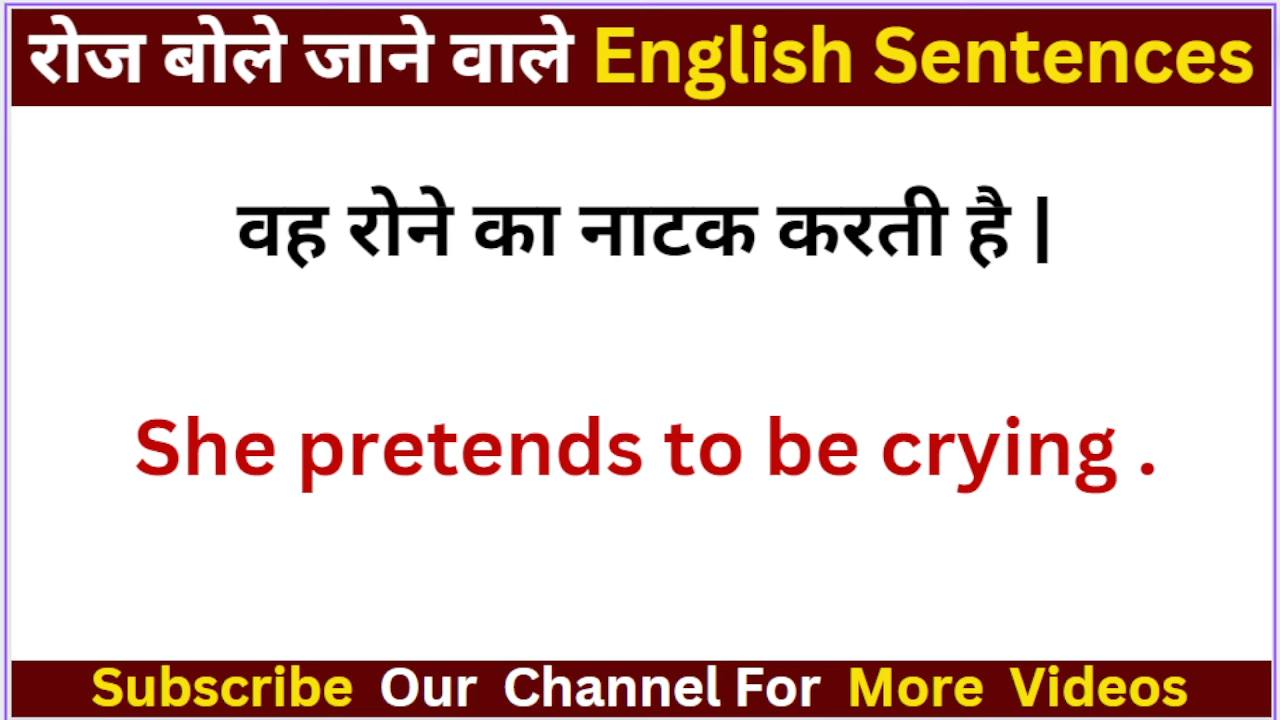 रोज बोले जाने वाले English Sentences
वह रोने का नाटक करती है |
She pretends to be crying .
Subscribe Our Channel For More Videos